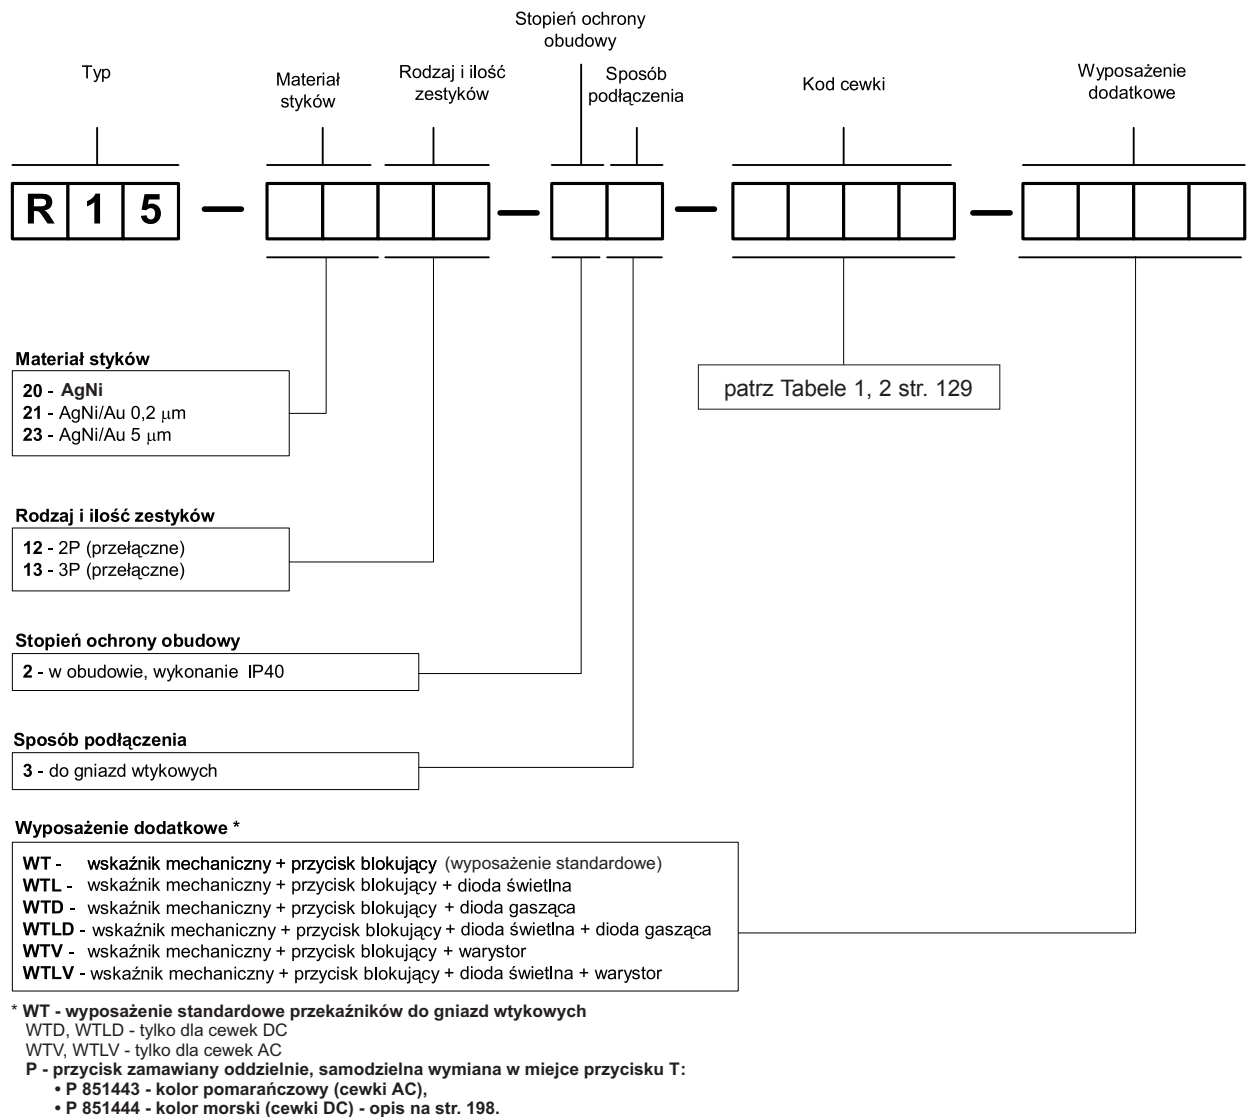 Stopień ochrony
obudowy
Typ
Materiał
styków
Rodzaj i ilość
zestyków
Sposób
podłączenia
Kod cewki
Wyposażenie
dodatkowe
R 1 5 — — — —
Materiał styków
20 - AgNi
21 - AgNi/Au 0,2 μm
23 - AgNi/Au 5 μm
patrz Tabele 1, 2 str. 129
Rodzaj i ilość zestyków
12 - 2P (przełączne)
13 - 3P (przełączne)
Stopień ochrony obudowy
2 - w obudowie, wykonanie IP40
Sposób podłączenia
3 - do gniazd wtykowych
Wyposażenie dodatkowe *
WT - wskaźnik mechaniczny + przycisk blokujący (wyposażenie standardowe)
WTL - wskaźnik mechaniczny + przycisk blokujący + dioda świetlna
WTD - wskaźnik mechaniczny + przycisk blokujący + dioda gasząca
WTLD - wskaźnik mechaniczny + przycisk blokujący + dioda świetlna + dioda gasząca
WTV - wskaźnik mechaniczny + przycisk blokujący + warystor
WTLV - wskaźnik mechaniczny + przycisk blokujący + dioda świetlna + warystor
* WT - wyposażenie standardowe przekaźników do gniazd wtykowych
WTD, WTLD - tylko dla cewek DC
WTV, WTLV - tylko dla cewek AC
P - przycisk zamawiany oddzielnie, samodzielna wymiana w miejce przycisku T:
• P 851443 - kolor pomarańczowy (cewki AC),
• P 851444 - kolor morski (cewki DC) - opis na str. 198.